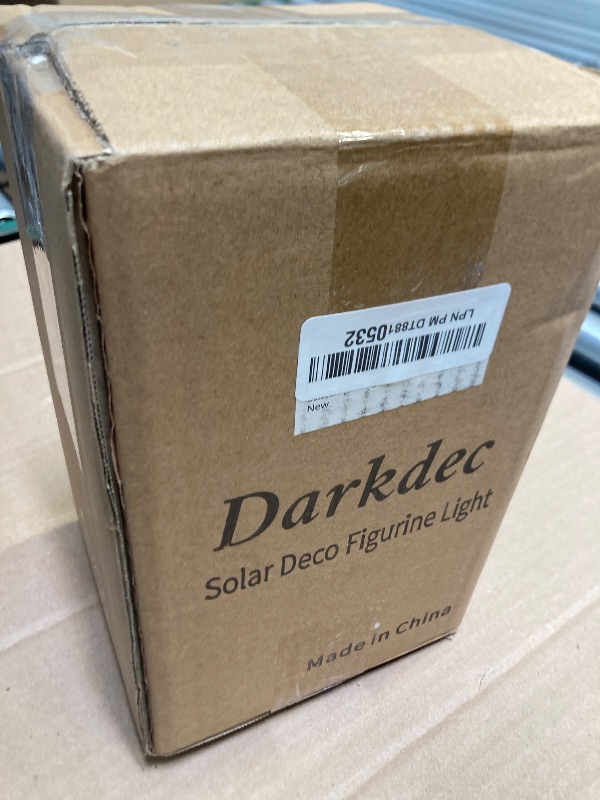 LPN PM DT8810532
New
Darkdec
Solar Deco Figurine Light
Made in China